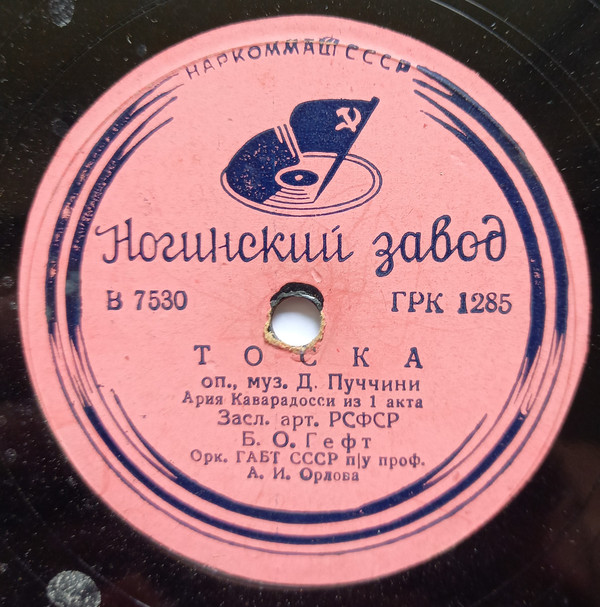 НАРКОММАШ СССР
Ногинский завод
В 7530 ГРК 1285
ТОСКА
оп., муз. Д. Пуччини
Ария Каварадосси из 1 акта
Засл. арт. РСФСР
Б. О. Гефт
Орк. ГАБТ СССР п|у проф.
А. И. Орлова